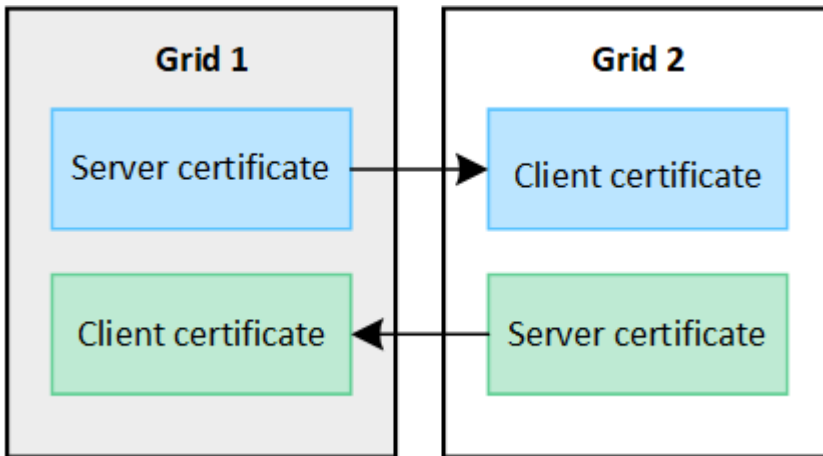 Grid 1
Server certificate
Client certificate
Grid 2
Client certificate
Server certificate